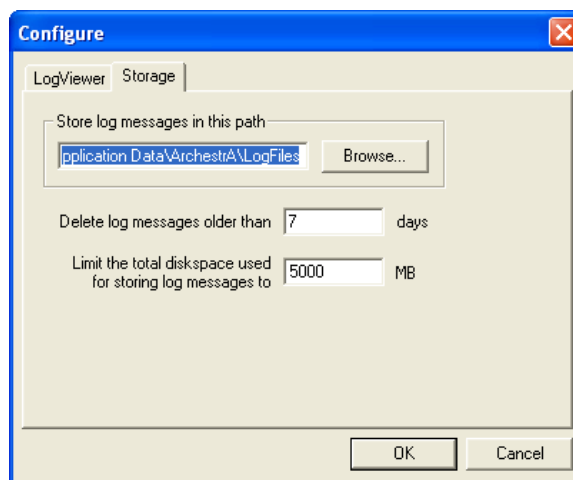 Configure
LogViewer
Storage
Store log messages in this path
pplication Data\ArchestrA\LogFiles
Browse...
Delete log messages older than
7
days
Limit the total diskspace used
for storing log messages to
5000
MB
OK
Cancel